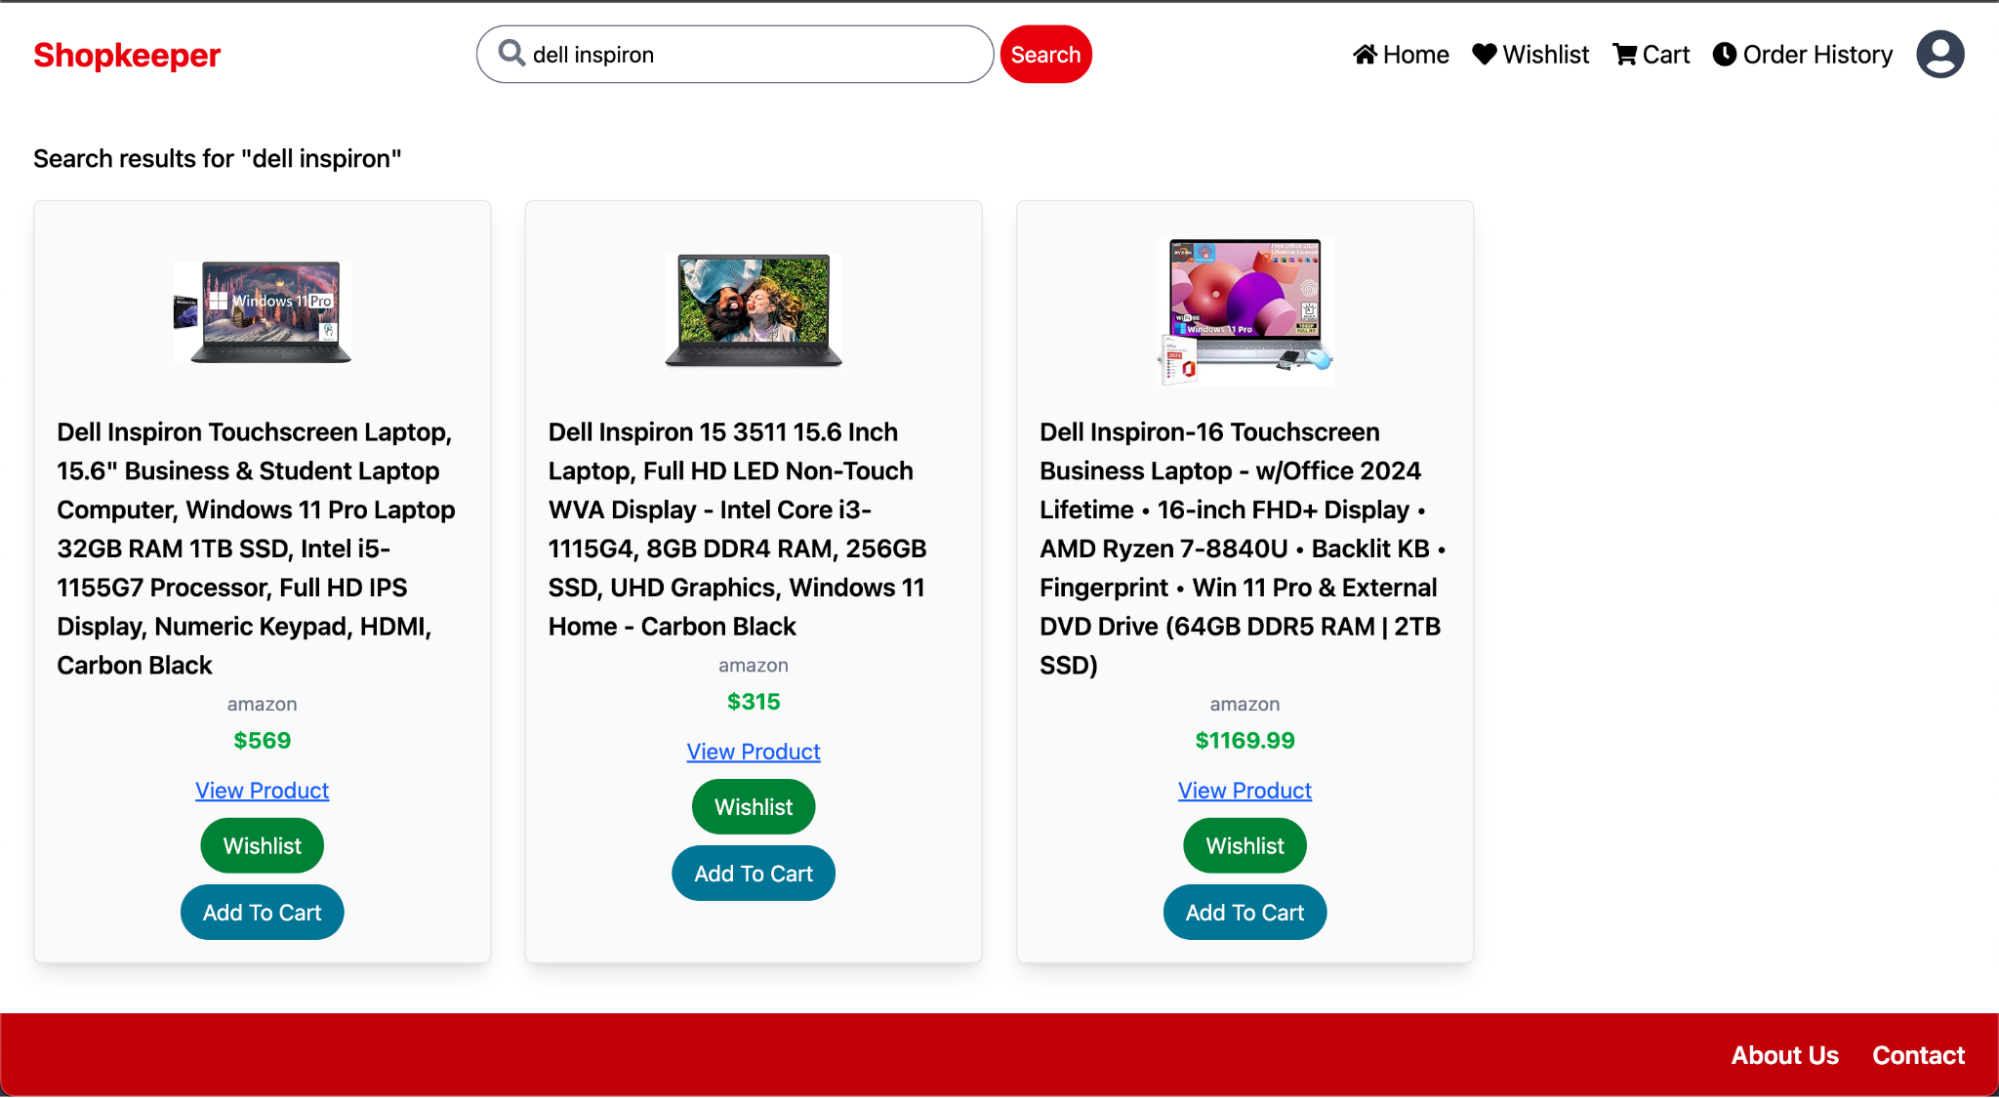 Shopkeeper
dell inspiron
Search
Home
Wishlist
Cart
Order History
Search results for "dell inspiron"
Windows 11 Pro
Dell Inspiron Touchscreen Laptop,
15.6" Business & Student Laptop
Computer, Windows 11 Pro Laptop
32GB RAM 1TB SSD, Intel i5-
1155G7 Processor, Full HD IPS
Display, Numeric Keypad, HDMI,
Carbon Black
amazon
$569
View Product
Wishlist
Add To Cart
Dell Inspiron 15 3511 15.6 Inch
Laptop, Full HD LED Non-Touch
WVA Display - Intel Core i3-
1115G4, 8GB DDR4 RAM, 256GB
SSD, UHD Graphics, Windows 11
Home - Carbon Black
amazon
$315
View Product
Wishlist
Add To Cart
Windows 11 Pro
Dell Inspiron-16 Touchscreen
Business Laptop - w/Office 2024
Lifetime • 16-inch FHD+ Display •
AMD Ryzen 7-8840U • Backlit KB •
Fingerprint • Win 11 Pro & External
DVD Drive (64GB DDR5 RAM | 2TB
SSD)
amazon
$1169.99
View Product
Wishlist
Add To Cart
About Us
Contact